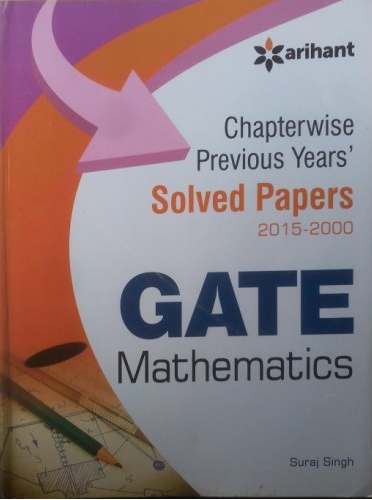 arihant
Chapterwise
Previous Years'
Solved Papers
2015-2000
GATE
Mathematics
Suraj Singh